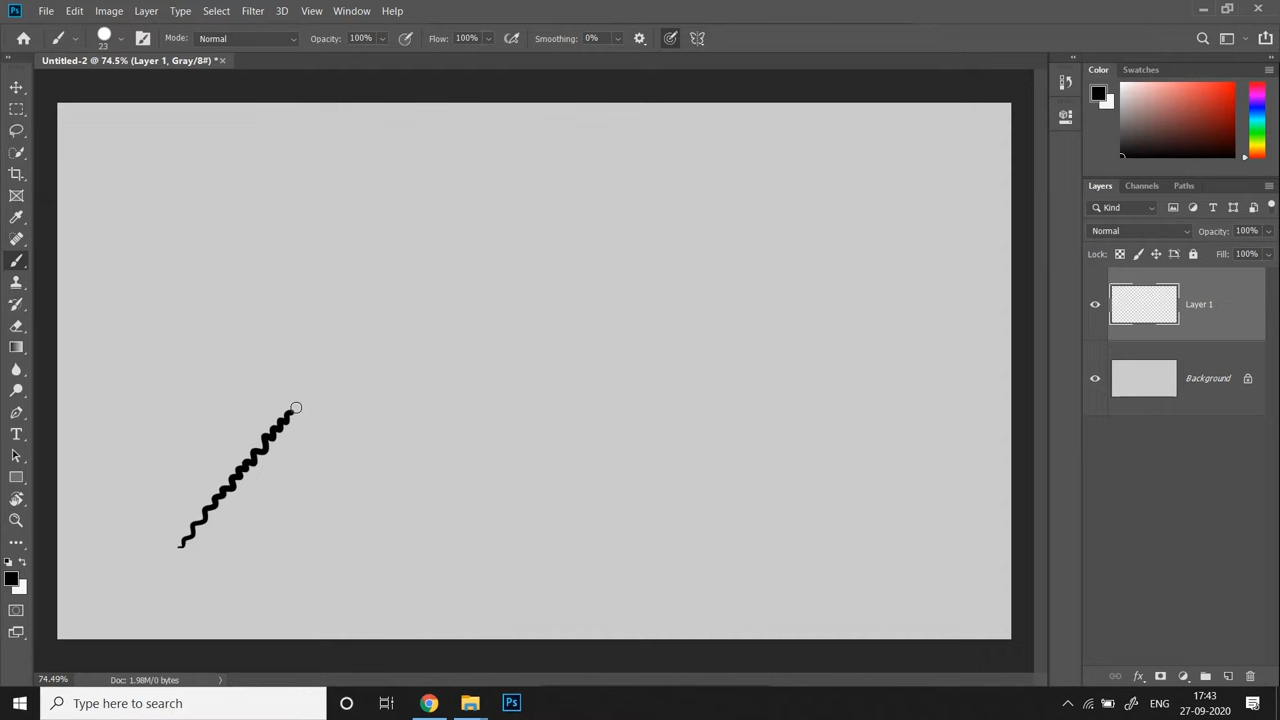 Ps File Edit Image Layer Type Select Filter 3D View Window Help
23 Mode: Normal Opacity: 100% Flow: 100% Smoothing: 0%
Untitled-2 @ 74.5% (Layer 1, Gray/8#) *
Color Swatches
Layers Channels Paths
Kind
Normal Opacity: 100%
Lock: Fill: 100%
Layer 1
Background
74.49% Doc: 1.98M/0 bytes
Type here to search Ps ENG 17:43
27-09-2020